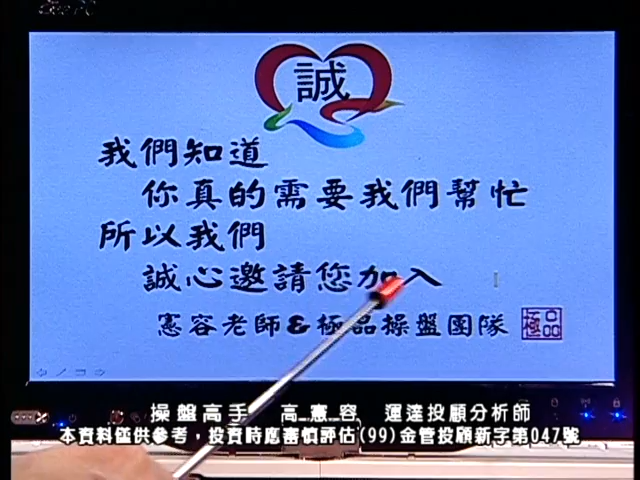 誠
我們知道
你真的需要我們幫忙
所以我們
誠心邀請您加入
憲容老師&極品操盤團隊 極品
操盤高手 高憲容 運達投顧分析師
本資料僅供參考，投資時應審慎評估(99)金管投顧新字第047號